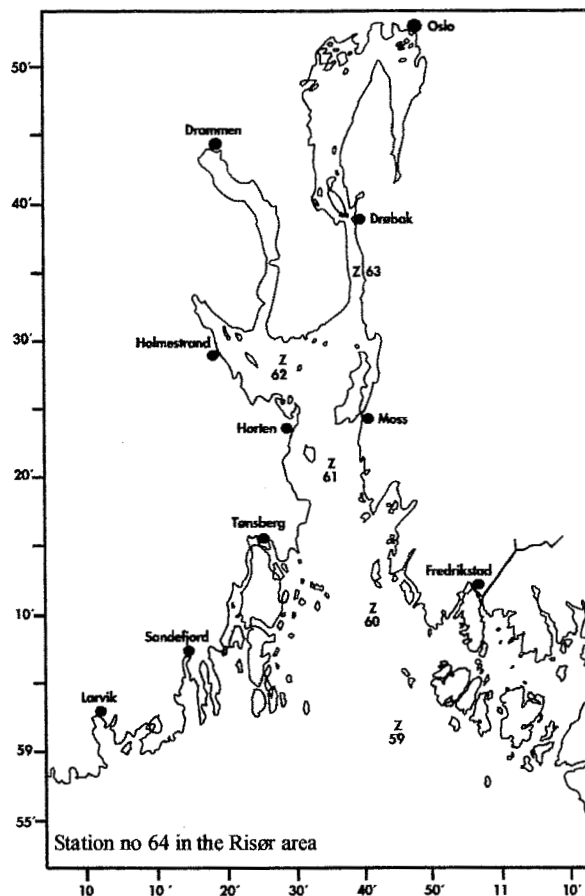 Oslo
50´
Drammen
40´
Drøbak
Z 63
30´
Holmestrand
Z
62
Moss
Horten
Z
61
20´
Tønsberg
Fredrikstad
10´
Z
60
Sandefjord
Larvik
Z
59
59
55´
Station no 64 in the Risør area
10 10´ 20´ 30´ 40´ 50´ 11 10´